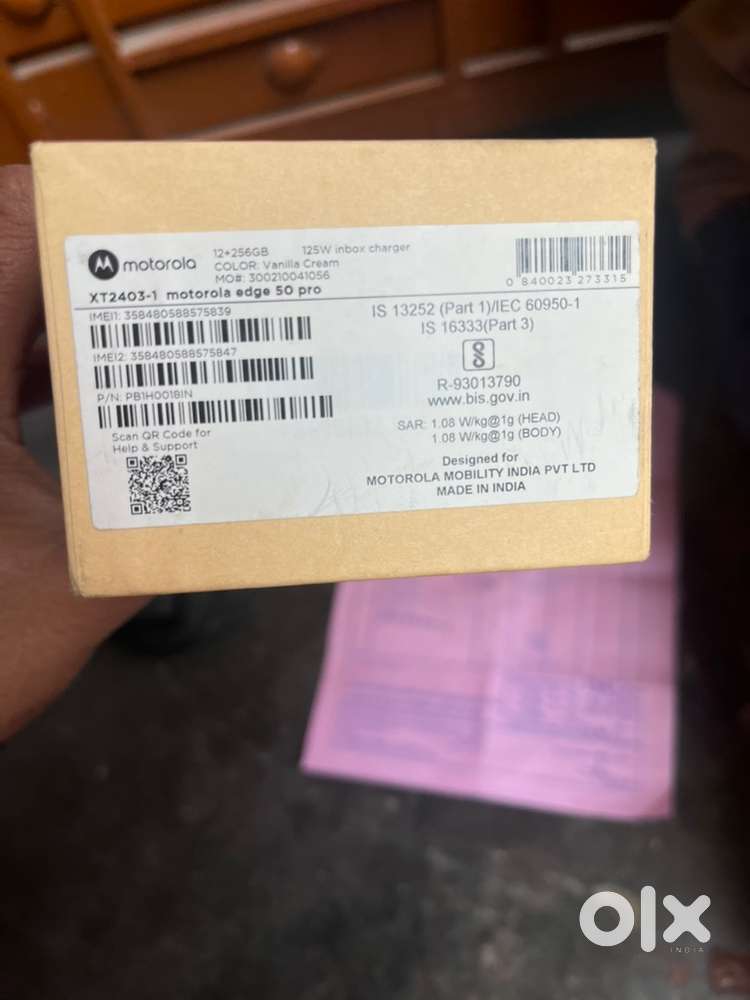 motorola
12+256GB 125W inbox charger
COLOR: Vanilla Cream
MO#: 300210041056
XT2403-1 motorola edge 50 pro
IMEI1: 358480588575839
IMEI2: 358480588575847
P/N: PB1H0018IN
Scan QR Code for
Help & Support
0 840023 273315
IS 13252 (Part 1)/IEC 60950-1
IS 16333(Part 3)
R-93013790
www.bis.gov.in
SAR: 1.08 W/kg@1g (HEAD)
1.08 W/kg@1g (BODY)
Designed for
MOTOROLA MOBILITY INDIA PVT LTD
MADE IN INDIA
olx
INDIA